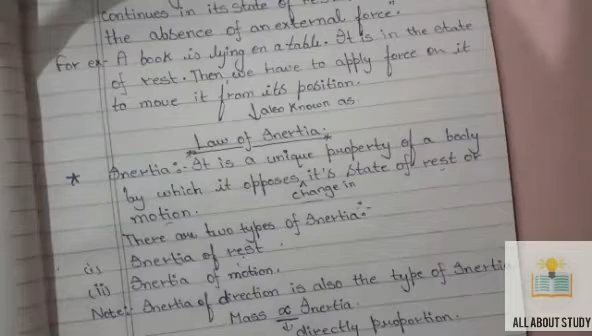 continues in its state of res
the abbence of an external force".
For ex- A book is lying on a table. It is in the state
of rest. Then, we have to apply force on it
to move it from its position.
also known as
Law of Inertia.
* Inertia:- It is a unique property of a body
by which it opposes change in it's state of rest or
motion.
There are two types of Inertia:-
(i) Inertia of rest.
(ii) Inertia of motion.
Note:- Inertia of direction is also the type of Inertia
Mass ∝ Inertia.
directly proportion.
ALL ABOUT STUDY